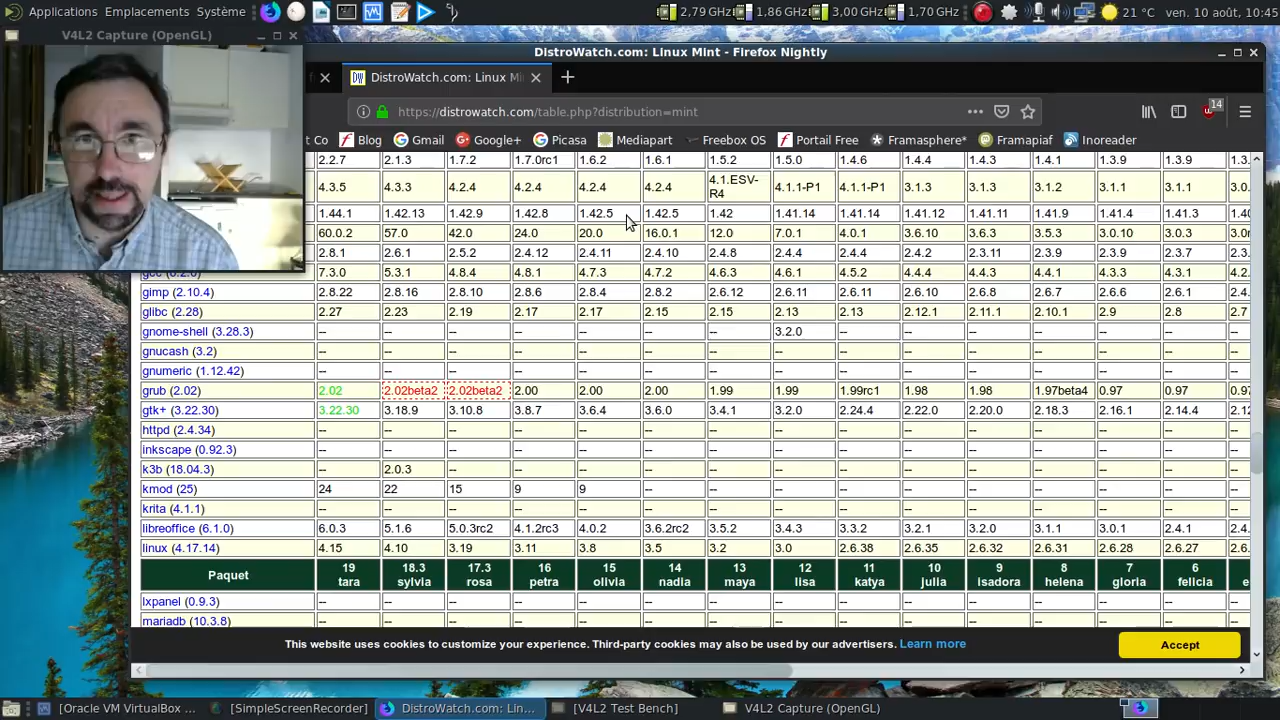 Applications Emplacements Système 2,79 GHz 1,86 GHz 3,00 GHz 1,70 GHz 21 °C ven. 10 août, 10:45
V4L2 Capture (OpenGL)
DistroWatch.com: Linux Mint - Firefox Nightly
DistroWatch.com: Linux Mi
https://distrowatch.com/table.php?distribution=mint 14
t Co Blog Gmail Google+ Picasa Mediapart Freebox OS Portail Free Framasphere* Framapiaf Inoreader
2.2.7 2.1.3 1.7.2 1.7.0rc1 1.6.2 1.6.1 1.5.2 1.5.0 1.4.6 1.4.4 1.4.3 1.4.1 1.3.9 1.3.9 1.3.
4.3.5 4.3.3 4.2.4 4.2.4 4.2.4 4.2.4 4.1.ESV-R4 4.1.1-P1 4.1.1-P1 3.1.3 3.1.3 3.1.2 3.1.1 3.1.1 3.0.
1.44.1 1.42.13 1.42.9 1.42.8 1.42.5 1.42.5 1.42 1.41.14 1.41.14 1.41.12 1.41.11 1.41.9 1.41.4 1.41.3 1.40
60.0.2 57.0 42.0 24.0 20.0 16.0.1 12.0 7.0.1 4.0.1 3.6.10 3.6.3 3.5.3 3.0.10 3.0.3 3.0r
2.8.1 2.6.1 2.5.2 2.4.12 2.4.11 2.4.10 2.4.8 2.4.4 2.4.4 2.4.2 2.3.11 2.3.9 2.3.8 2.3.7
7.3.0 5.3.1 4.8.4 4.8.1 4.7.3 4.7.2 4.6.3 4.6.1 4.5.2 4.4.4 4.4.3 4.4.1 4.3.3 4.3.1 4.2.
gimp (2.10.4) 2.8.22 2.8.16 2.8.10 2.8.6 2.8.4 2.8.2 2.6.12 2.6.11 2.6.11 2.6.10 2.6.8 2.6.7 2.6.6 2.6.1 2.4.
glibc (2.28) 2.27 2.23 2.19 2.17 2.17 2.15 2.15 2.13 2.13 2.12.1 2.11.1 2.10.1 2.9 2.8 2.7
gnome-shell (3.28.3) -- -- -- -- -- -- -- 3.2.0 -- -- -- -- -- -- --
gnucash (3.2) -- -- -- -- -- -- -- -- -- -- -- -- -- -- --
gnumeric (1.12.42) -- -- -- -- -- -- -- -- -- -- -- -- -- -- --
grub (2.02) 2.02 2.02beta2 2.02beta2 2.00 2.00 2.00 1.99 1.99 1.99rc1 1.98 1.98 1.97beta4 0.97 0.97 0.97
gtk+ (3.22.30) 3.22.30 3.18.9 3.10.8 3.8.7 3.6.4 3.6.0 3.4.1 3.2.0 2.24.4 2.22.0 2.20.0 2.18.3 2.16.1 2.14.4 2.12
httpd (2.4.34) -- -- -- -- -- -- -- -- -- -- -- -- -- -- --
inkscape (0.92.3) -- -- -- -- -- -- -- -- -- -- -- -- -- -- --
k3b (18.04.3) -- 2.0.3 -- -- -- -- -- -- -- -- -- -- -- -- --
kmod (25) 24 22 15 9 9 -- -- -- -- -- -- -- -- -- --
krita (4.1.1) -- -- -- -- -- -- -- -- -- -- -- -- -- -- --
libreoffice (6.1.0) 6.0.3 5.1.6 5.0.3rc2 4.1.2rc3 4.0.2 3.6.2rc2 3.5.2 3.4.3 3.3.2 3.2.1 3.2.0 3.1.1 3.0.1 2.4.1 2.4.
linux (4.17.14) 4.15 4.10 3.19 3.11 3.8 3.5 3.2 3.0 2.6.38 2.6.35 2.6.32 2.6.31 2.6.28 2.6.27 2.6.
Paquet 19 tara 18.3 sylvia 17.3 rosa 16 petra 15 olivia 14 nadia 13 maya 12 lisa 11 katya 10 julia 9 isadora 8 helena 7 gloria 6 felicia
lxpanel (0.9.3) -- -- -- -- -- -- -- -- -- -- -- -- -- -- --
mariadb (10.3.8) -- -- -- -- -- -- -- -- -- -- -- -- -- -- --
This website uses cookies to customize your experience. Third-party cookies may also be used by our advertisers. Learn more Accept
[Oracle VM VirtualBox ... [SimpleScreenRecorder] DistroWatch.com: Linux ... [V4L2 Test Bench] V4L2 Capture (OpenGL)